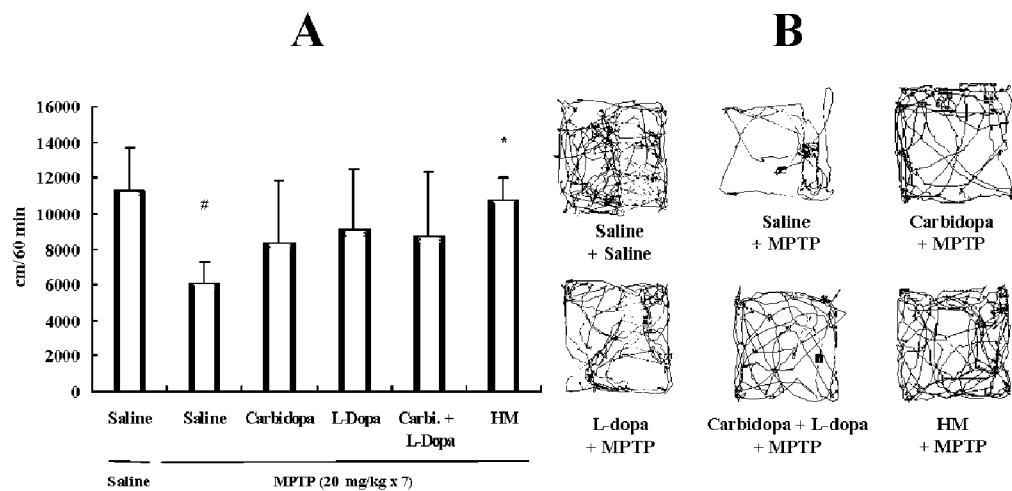 A
B
16000
14000
12000
10000
8000
6000
4000
2000
0
cm/60 min
#
*
Saline Saline Carbidopa L-Dopa Carbi. + HM
L-Dopa
Saline MPTP (20 mg/kg x 7)
Saline
+ Saline
Saline
+ MPTP
Carbidopa
+ MPTP
L-dopa
+ MPTP
Carbidopa + L-dopa
+ MPTP
HM
+ MPTP